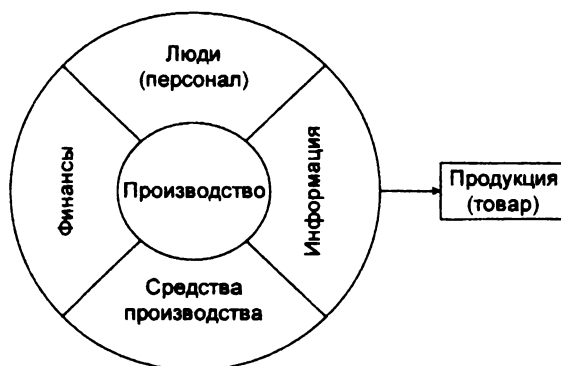 Люди
(персонал)
Финансы
Производство
Информация
Средства
производства
Продукция
(товар)